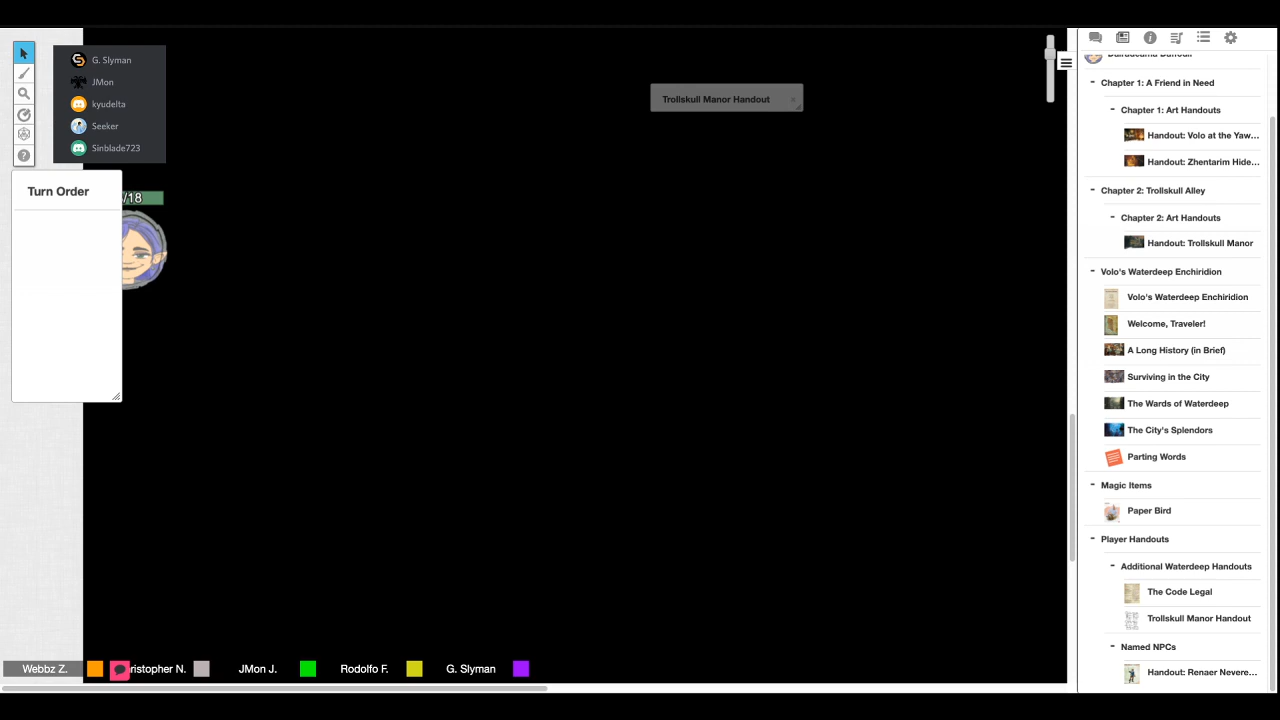 G. Slyman
JMon
kyudelta
Seeker
Sinblade723
Turn Order
/18
Trollskull Manor Handout
Chapter 1: A Friend in Need
Chapter 1: Art Handouts
Handout: Volo at the Yaw...
Handout: Zhentarim Hide...
Chapter 2: Trollskull Alley
Chapter 2: Art Handouts
Handout: Trollskull Manor
Volo's Waterdeep Enchiridion
Volo's Waterdeep Enchiridion
Welcome, Traveler!
A Long History (in Brief)
Surviving in the City
The Wards of Waterdeep
The City's Splendors
Parting Words
Magic Items
Paper Bird
Player Handouts
Additional Waterdeep Handouts
The Code Legal
Trollskull Manor Handout
Named NPCs
Handout: Renaer Nevere...
Webbz Z.
ristopher N.
JMon J.
Rodolfo F.
G. Slyman